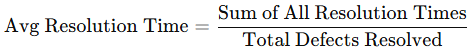 Avg Resolution Time = Sum of All Resolution Times / Total Defects Resolved